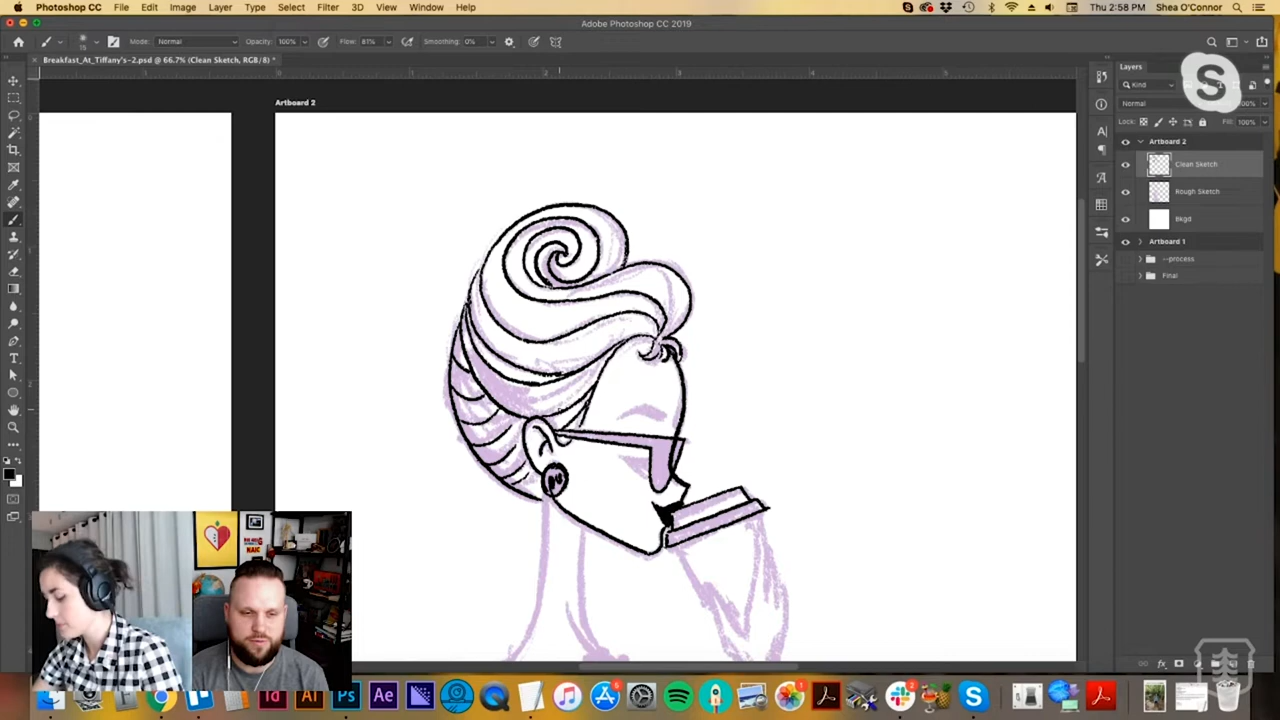 Photoshop CC File Edit Image Layer Type Select Filter 3D View Window Help Thu 2:58 PM Shea O'Connor
Adobe Photoshop CC 2019
Mode: Normal Opacity: 100% Flow: 81% Smoothing: 0%
Breakfast_At_Tiffany's-2.psd @ 66.7% (Clean Sketch, RGB/8) *
Artboard 2
Layers
Kind
Normal 100%
Lock: Fill: 100%
Artboard 2
Clean Sketch
Rough Sketch
Bkgd
Artboard 1
--process
Final